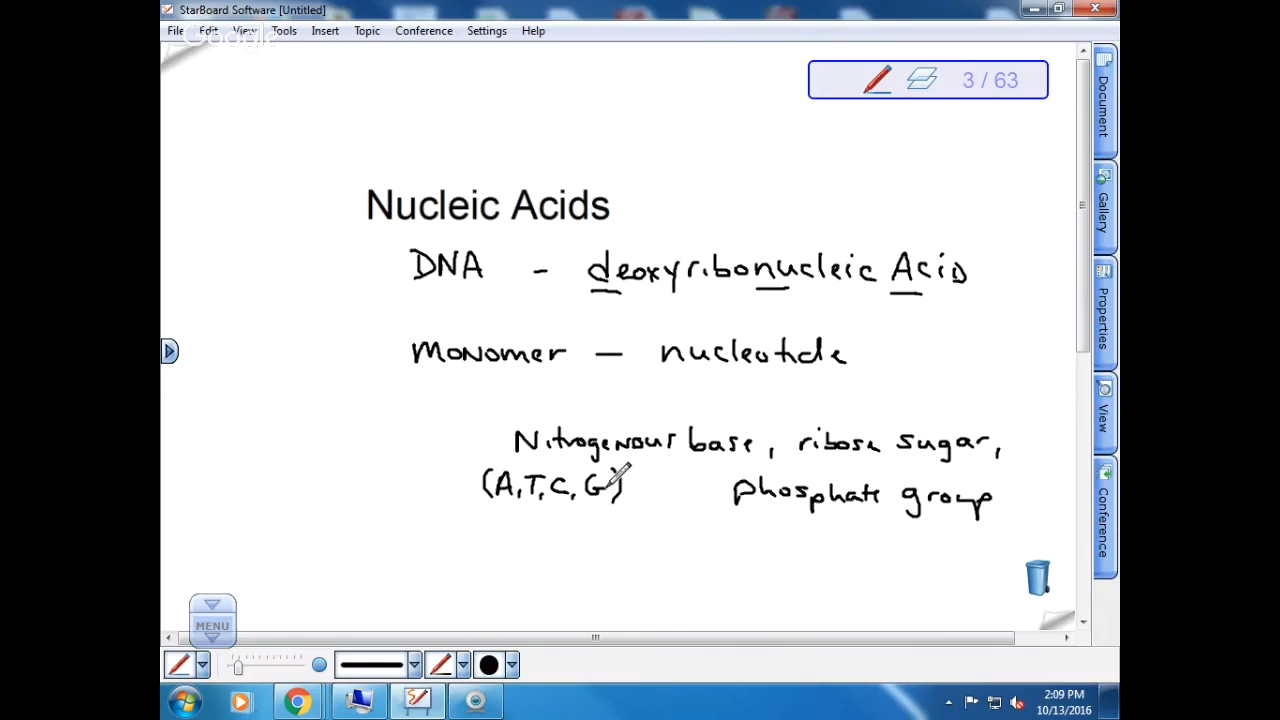 StarBoard Software [Untitled]
File Edit View Tools Insert Topic Conference Settings Help
Google
3 / 63
Document
Gallery
Properties
View
Conference
Nucleic Acids
DNA - deoxyribonucleic Acid
Monomer - nucleotide
Nitrogenous base, ribose sugar,
(A,T,C,G) phosphate group
MENU
2:09 PM
10/13/2016